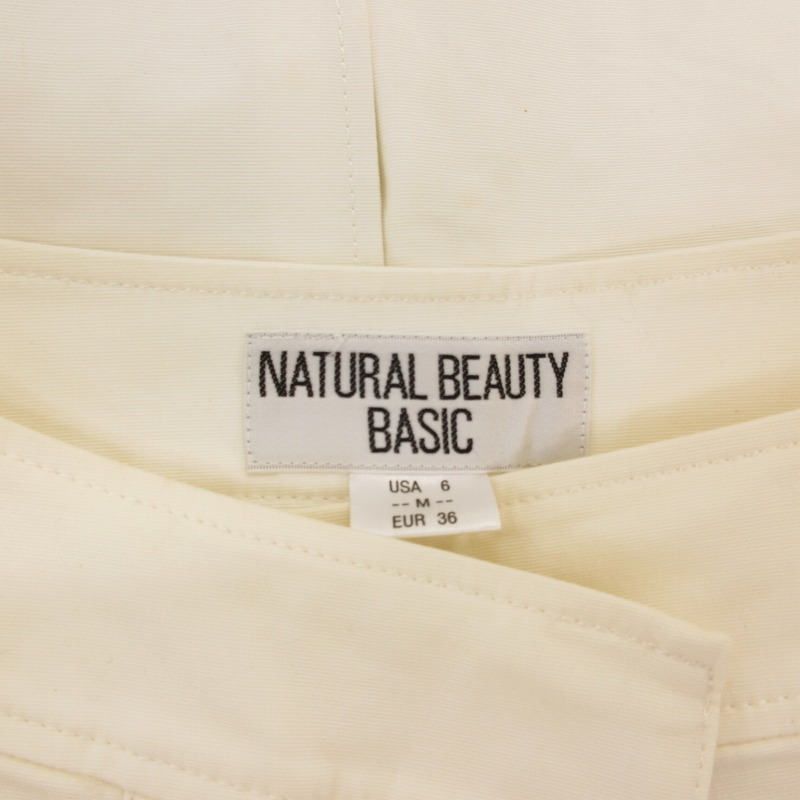 NATURAL BEAUTY
BASIC
USA 6
-- M --
EUR 36